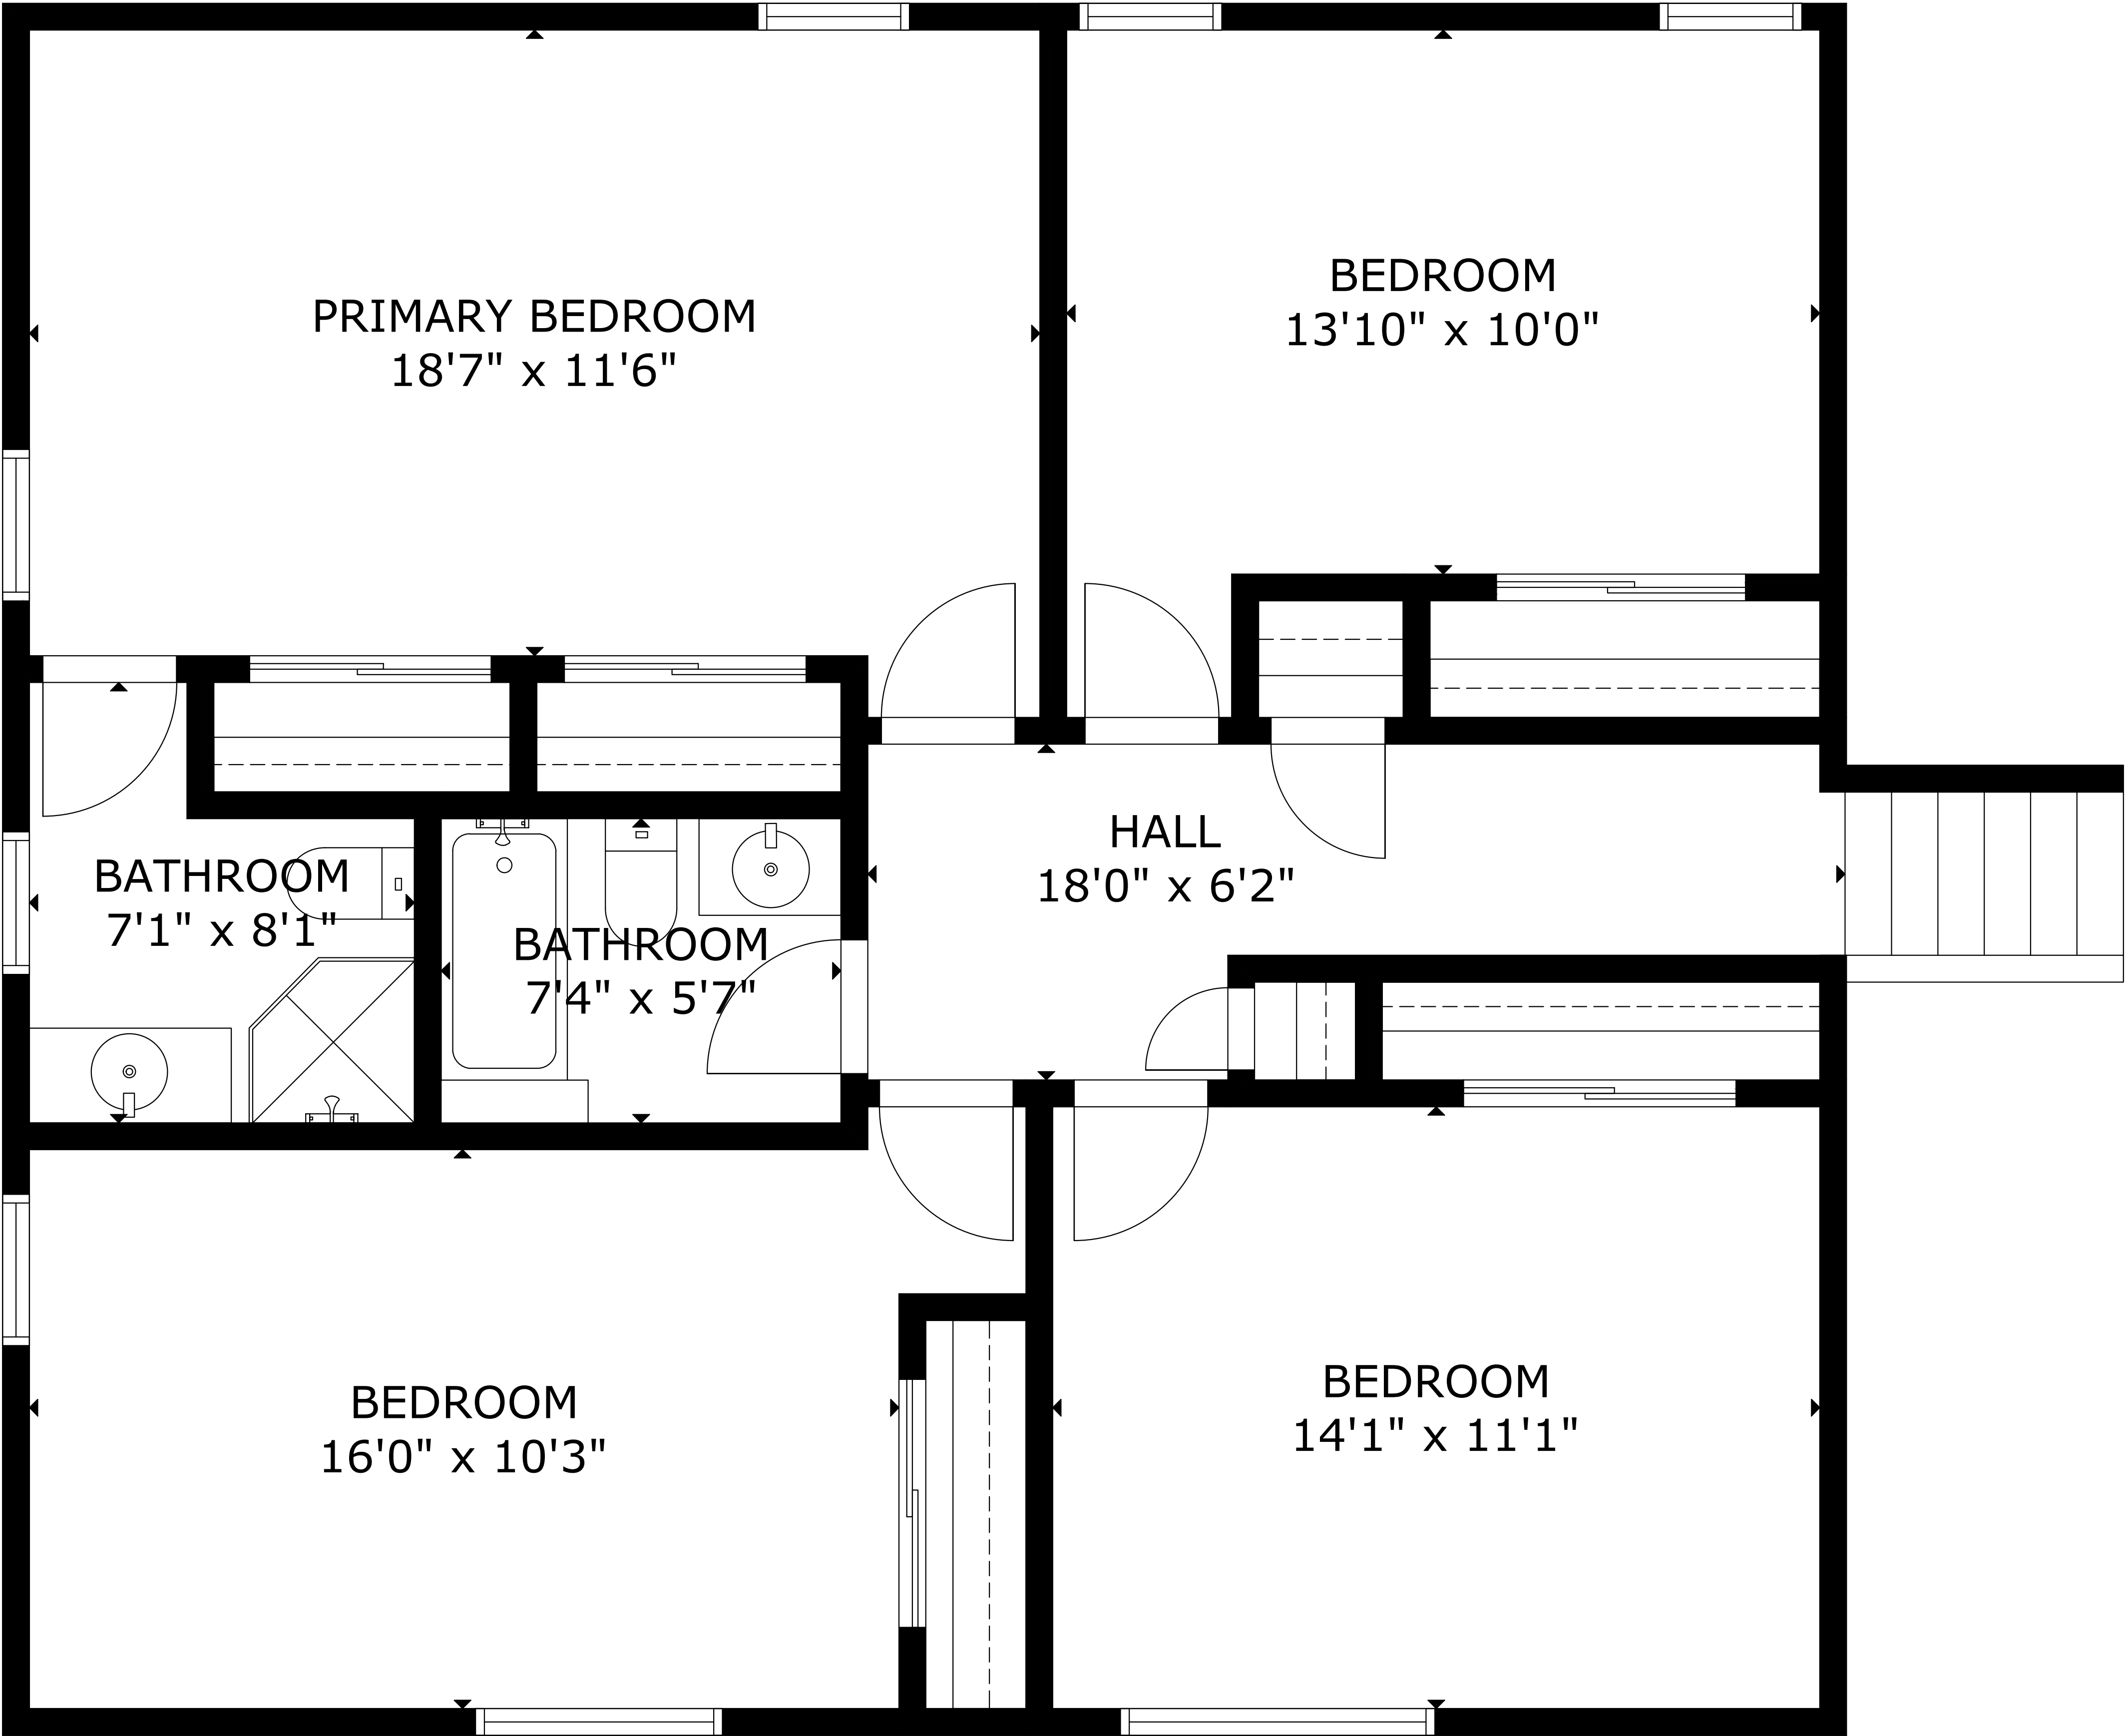 PRIMARY BEDROOM
18'7" x 11'6"
BEDROOM
13'10" x 10'0"
HALL
18'0" x 6'2"
BATHROOM
7'1" x 8'1"
BATHROOM
7'4" x 5'7"
BEDROOM
16'0" x 10'3"
BEDROOM
14'1" x 11'1"